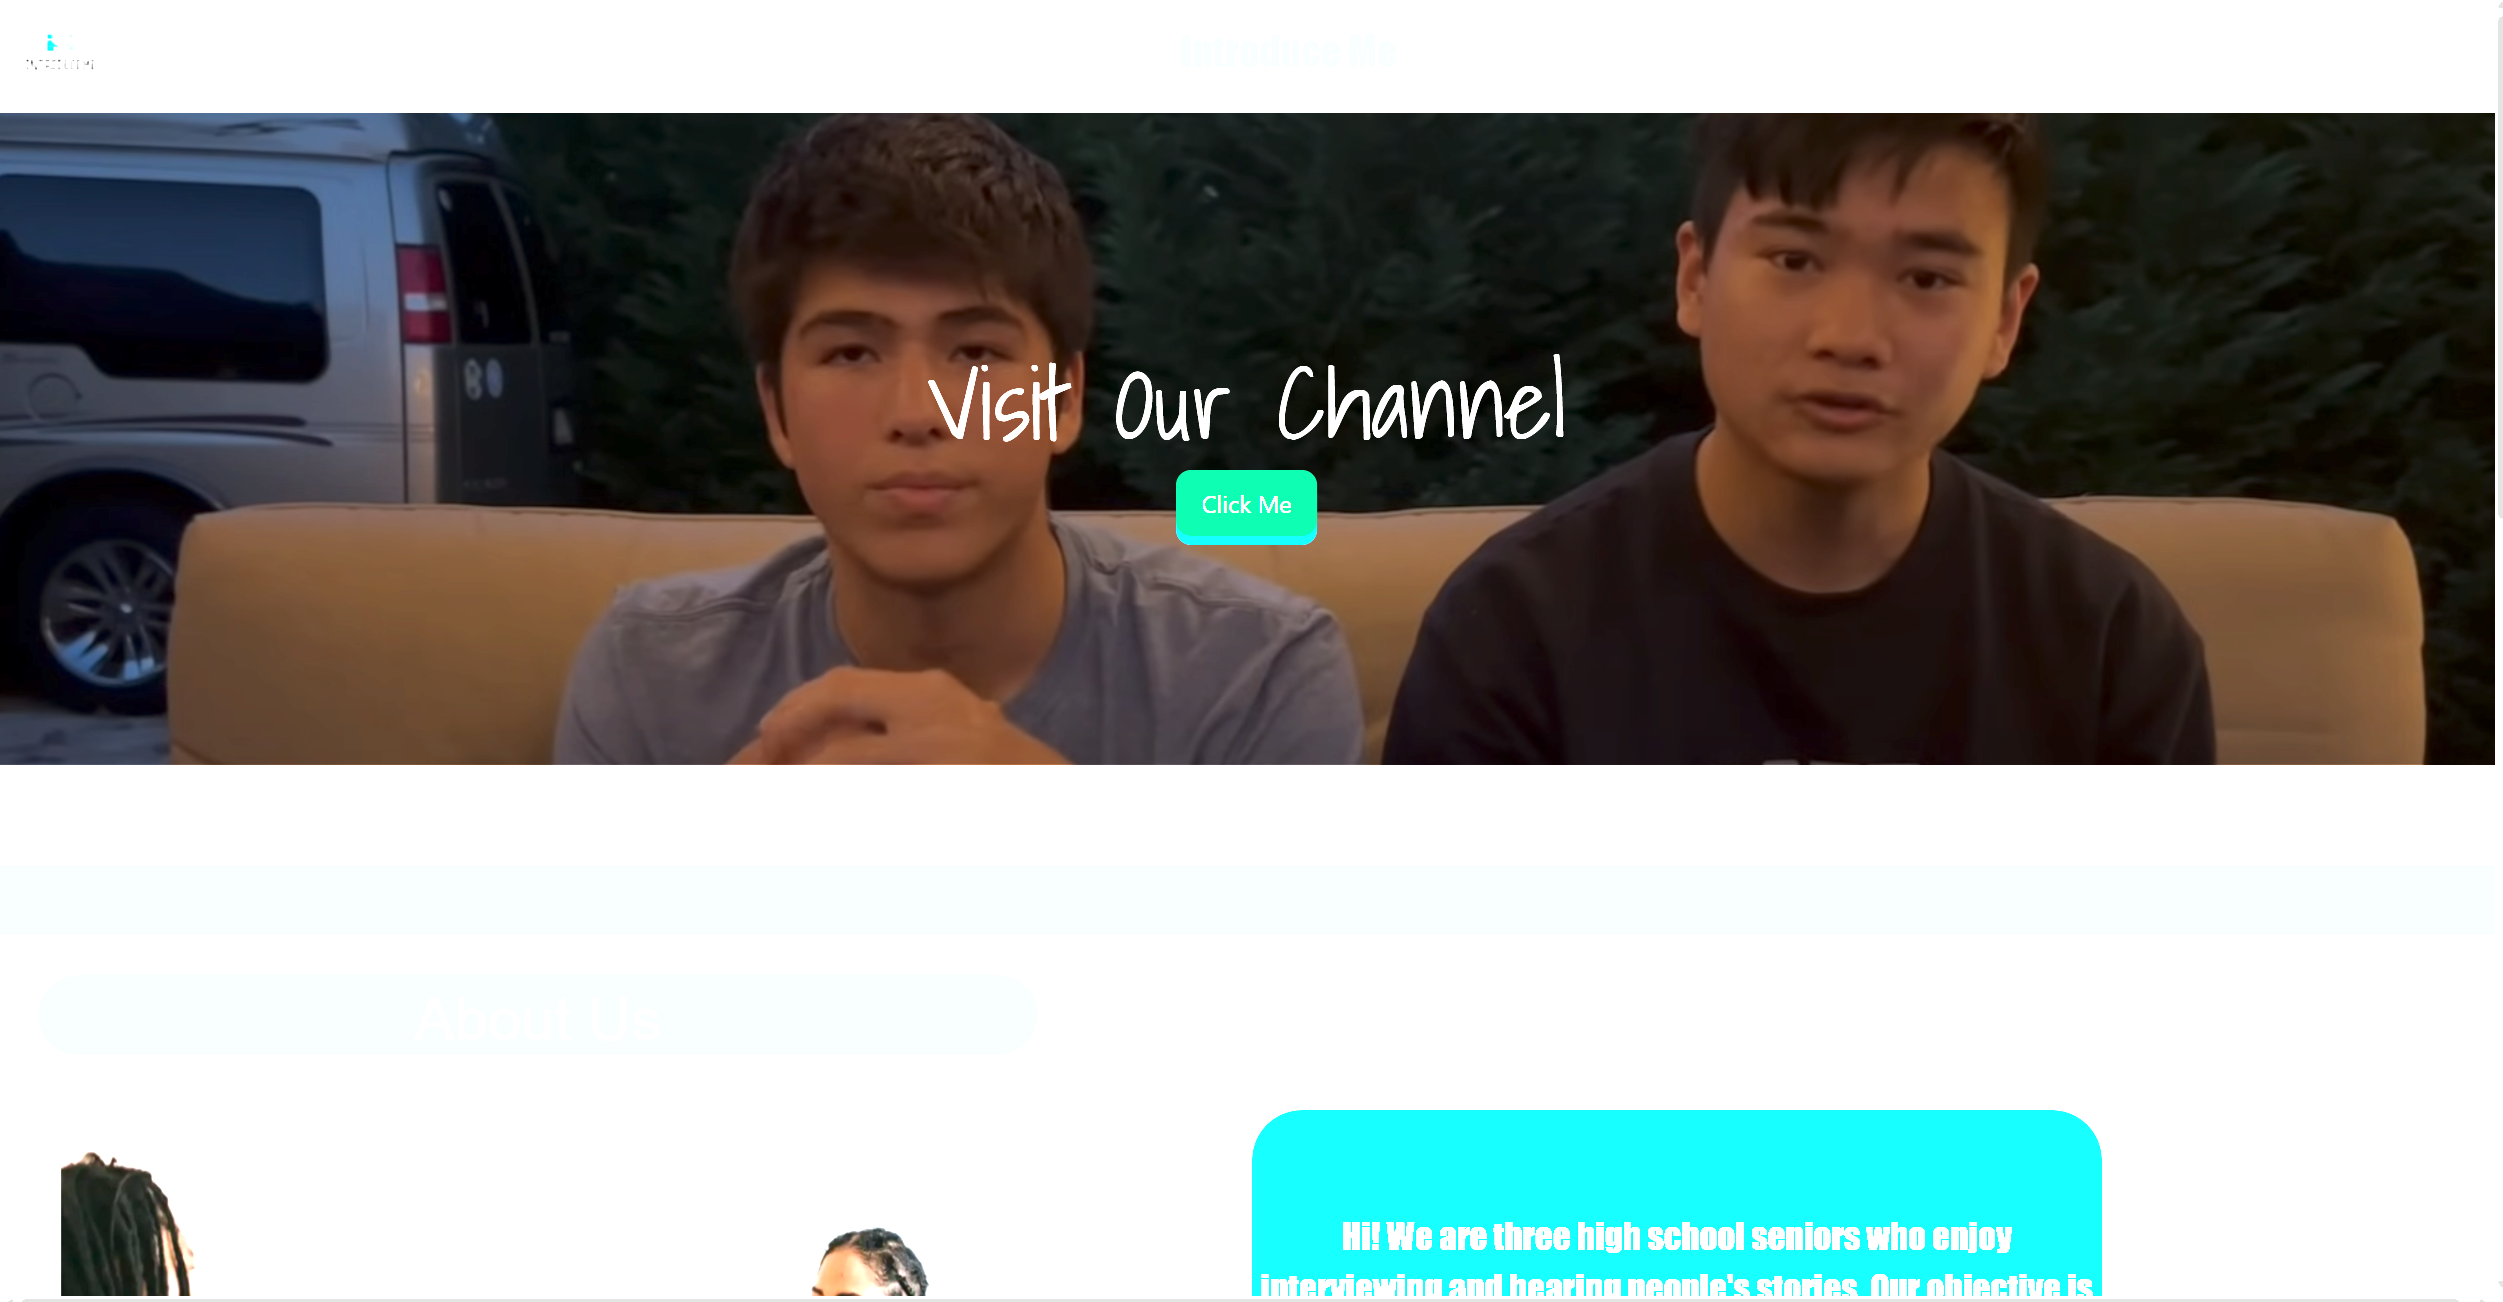 Introduce Me
Visit Our Channel
Click Me
About Us
Hi! We are three high school seniors who enjoy
interviewing and hearing people's stories. Our objective is